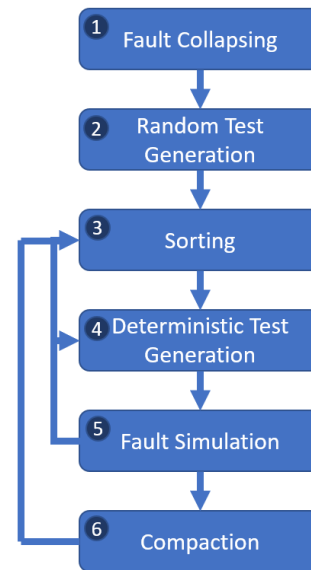 1
Fault Collapsing
2
Random Test
Generation
3
Sorting
4
Deterministic Test
Generation
5
Fault Simulation
6
Compaction